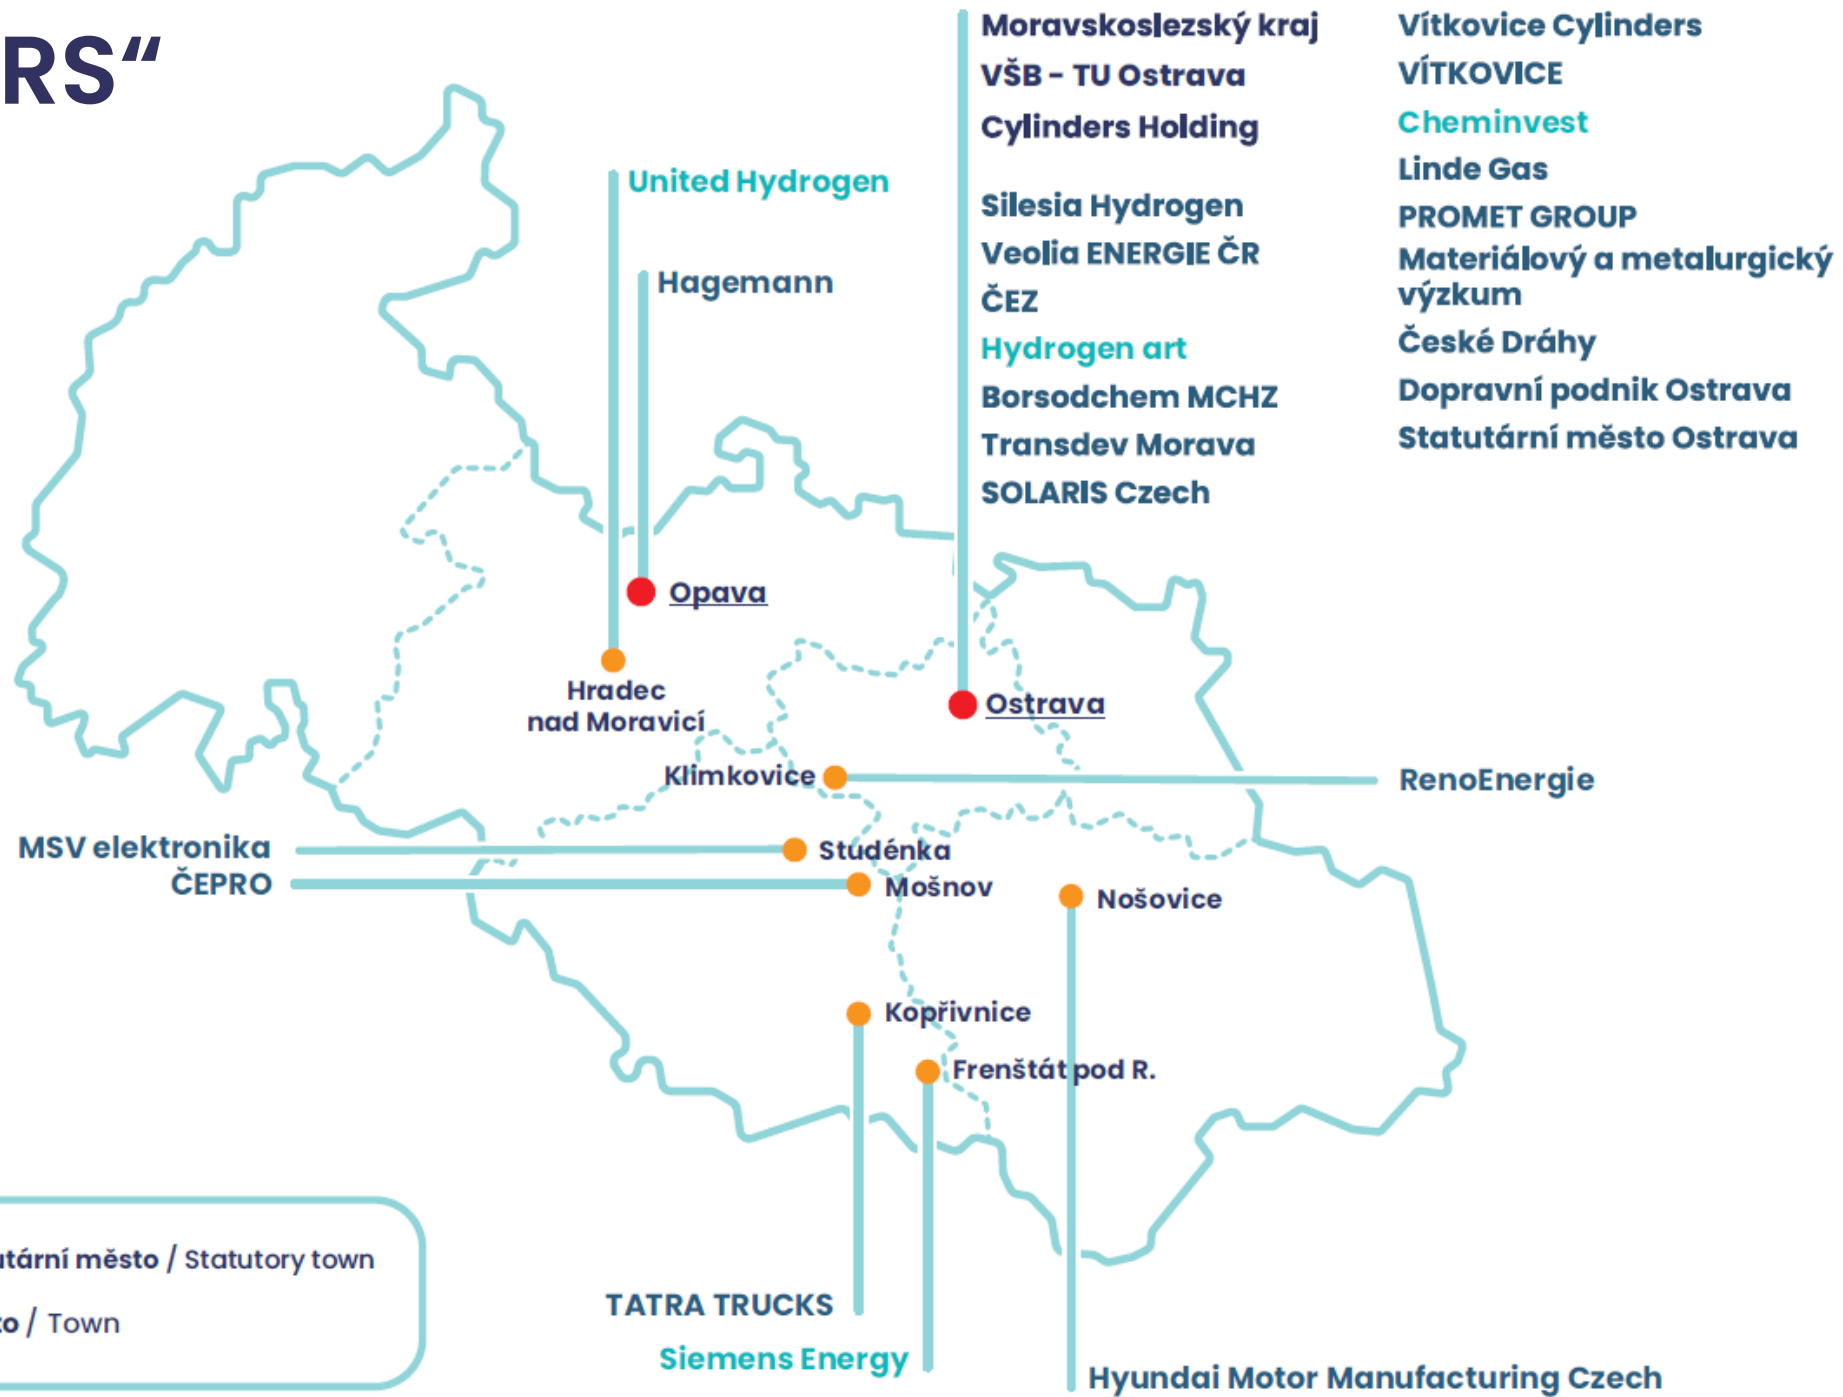 RS“
Moravskoslezský kraj
VŠB - TU Ostrava
Cylinders Holding
Silesia Hydrogen
Veolia ENERGIE ČR
ČEZ
Hydrogen art
Borsodchem MCHZ
Transdev Morava
SOLARIS Czech
Vítkovice Cylinders
VÍTKOVICE
Cheminvest
Linde Gas
PROMET GROUP
Materiálový a metalurgický
výzkum
České Dráhy
Dopravní podnik Ostrava
Statutární město Ostrava
United Hydrogen
Hagemann
Opava
Hradec
nad Moravicí
Ostrava
Klimkovice
RenoEnergie
MSV elektronika
Studénka
ČEPRO
Mošnov
Nošovice
Kopřivnice
Frenštát pod R.
utární město / Statutory town
to / Town
TATRA TRUCKS
Siemens Energy
Hyundai Motor Manufacturing Czech